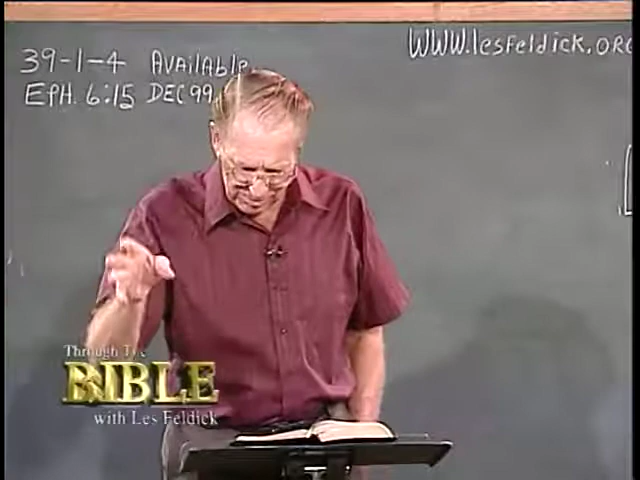 39-1-4 Available
EPH. 6:15 DEC 99
WWW.lesfeldick.org
Through The
BIBLE
with Les Feldick